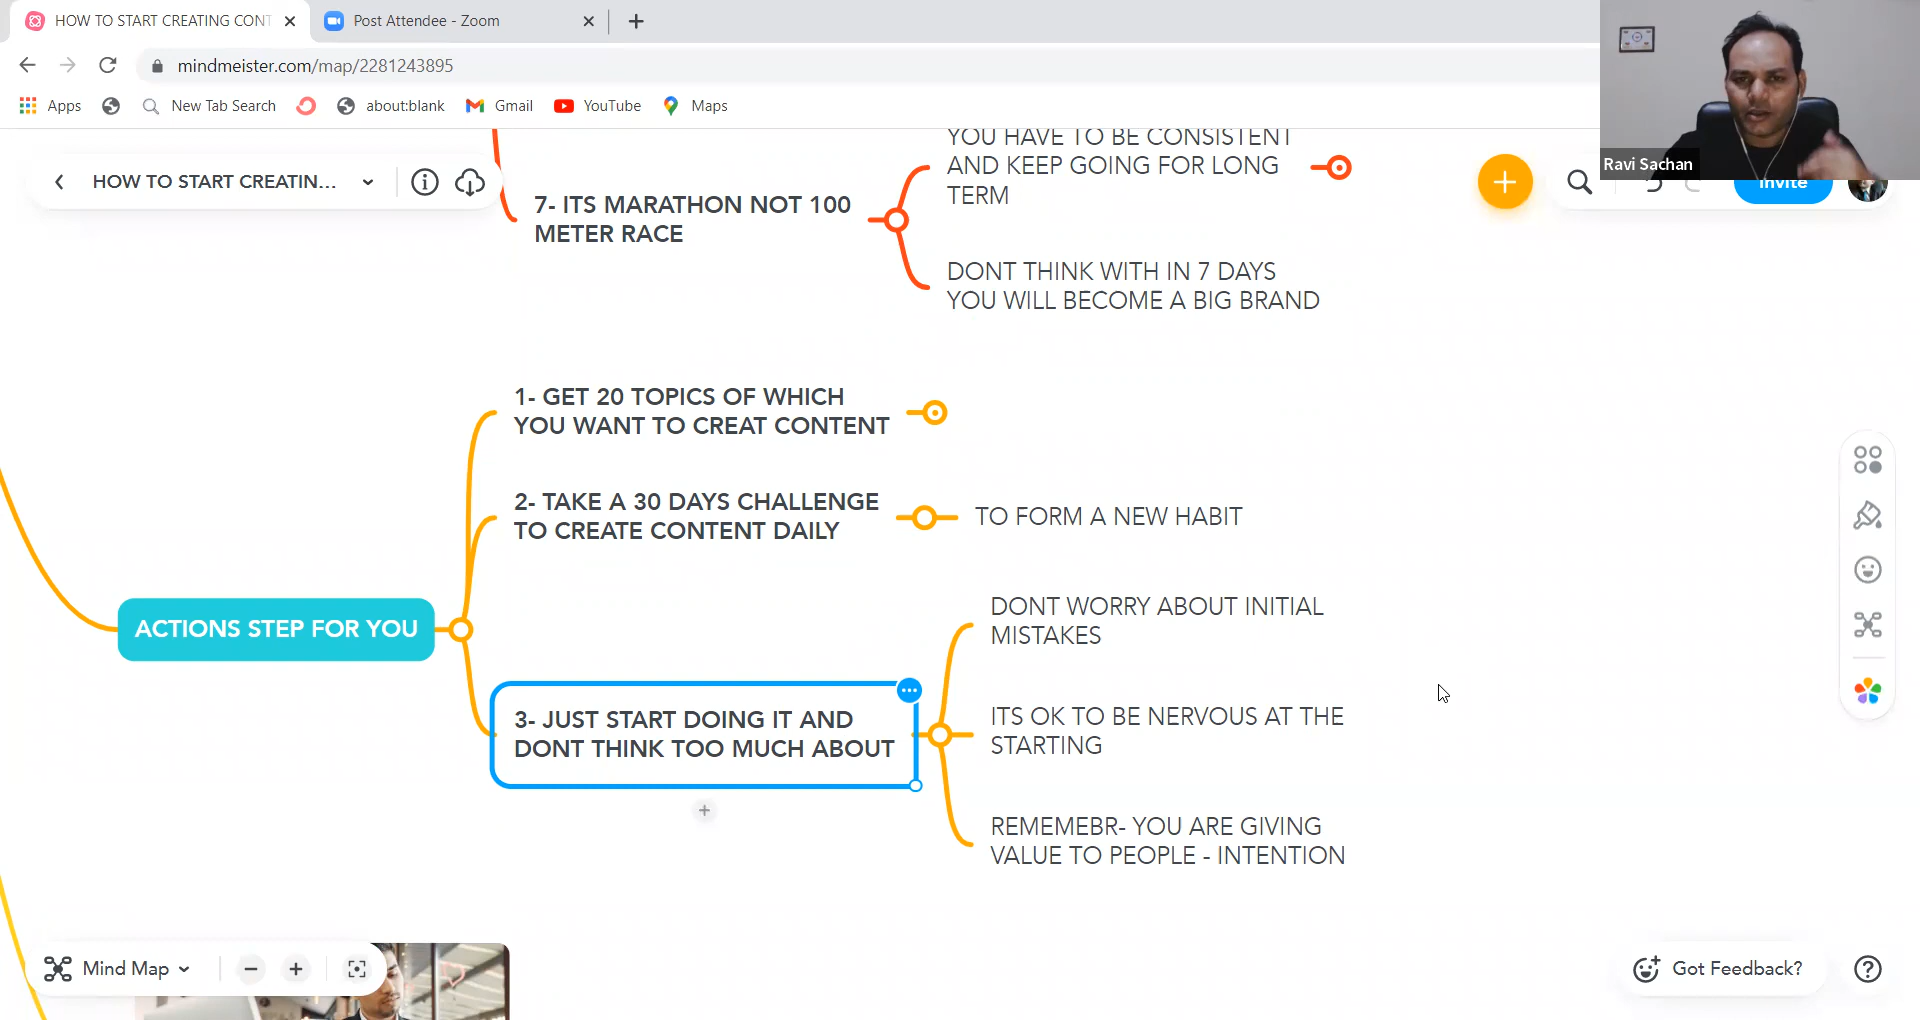 HOW TO START CREATING CONT
Post Attendee - Zoom
mindmeister.com/map/2281243895
Apps
New Tab Search
about:blank
Gmail
YouTube
Maps
Ravi Sachan
HOW TO START CREATIN...
Invite
YOU HAVE TO BE CONSISTENT
AND KEEP GOING FOR LONG
TERM
7- ITS MARATHON NOT 100
METER RACE
DONT THINK WITH IN 7 DAYS
YOU WILL BECOME A BIG BRAND
1- GET 20 TOPICS OF WHICH
YOU WANT TO CREAT CONTENT
2- TAKE A 30 DAYS CHALLENGE
TO CREATE CONTENT DAILY
TO FORM A NEW HABIT
ACTIONS STEP FOR YOU
DONT WORRY ABOUT INITIAL
MISTAKES
3- JUST START DOING IT AND
DONT THINK TOO MUCH ABOUT
ITS OK TO BE NERVOUS AT THE
STARTING
REMEMEBR- YOU ARE GIVING
VALUE TO PEOPLE - INTENTION
Mind Map
Got Feedback?